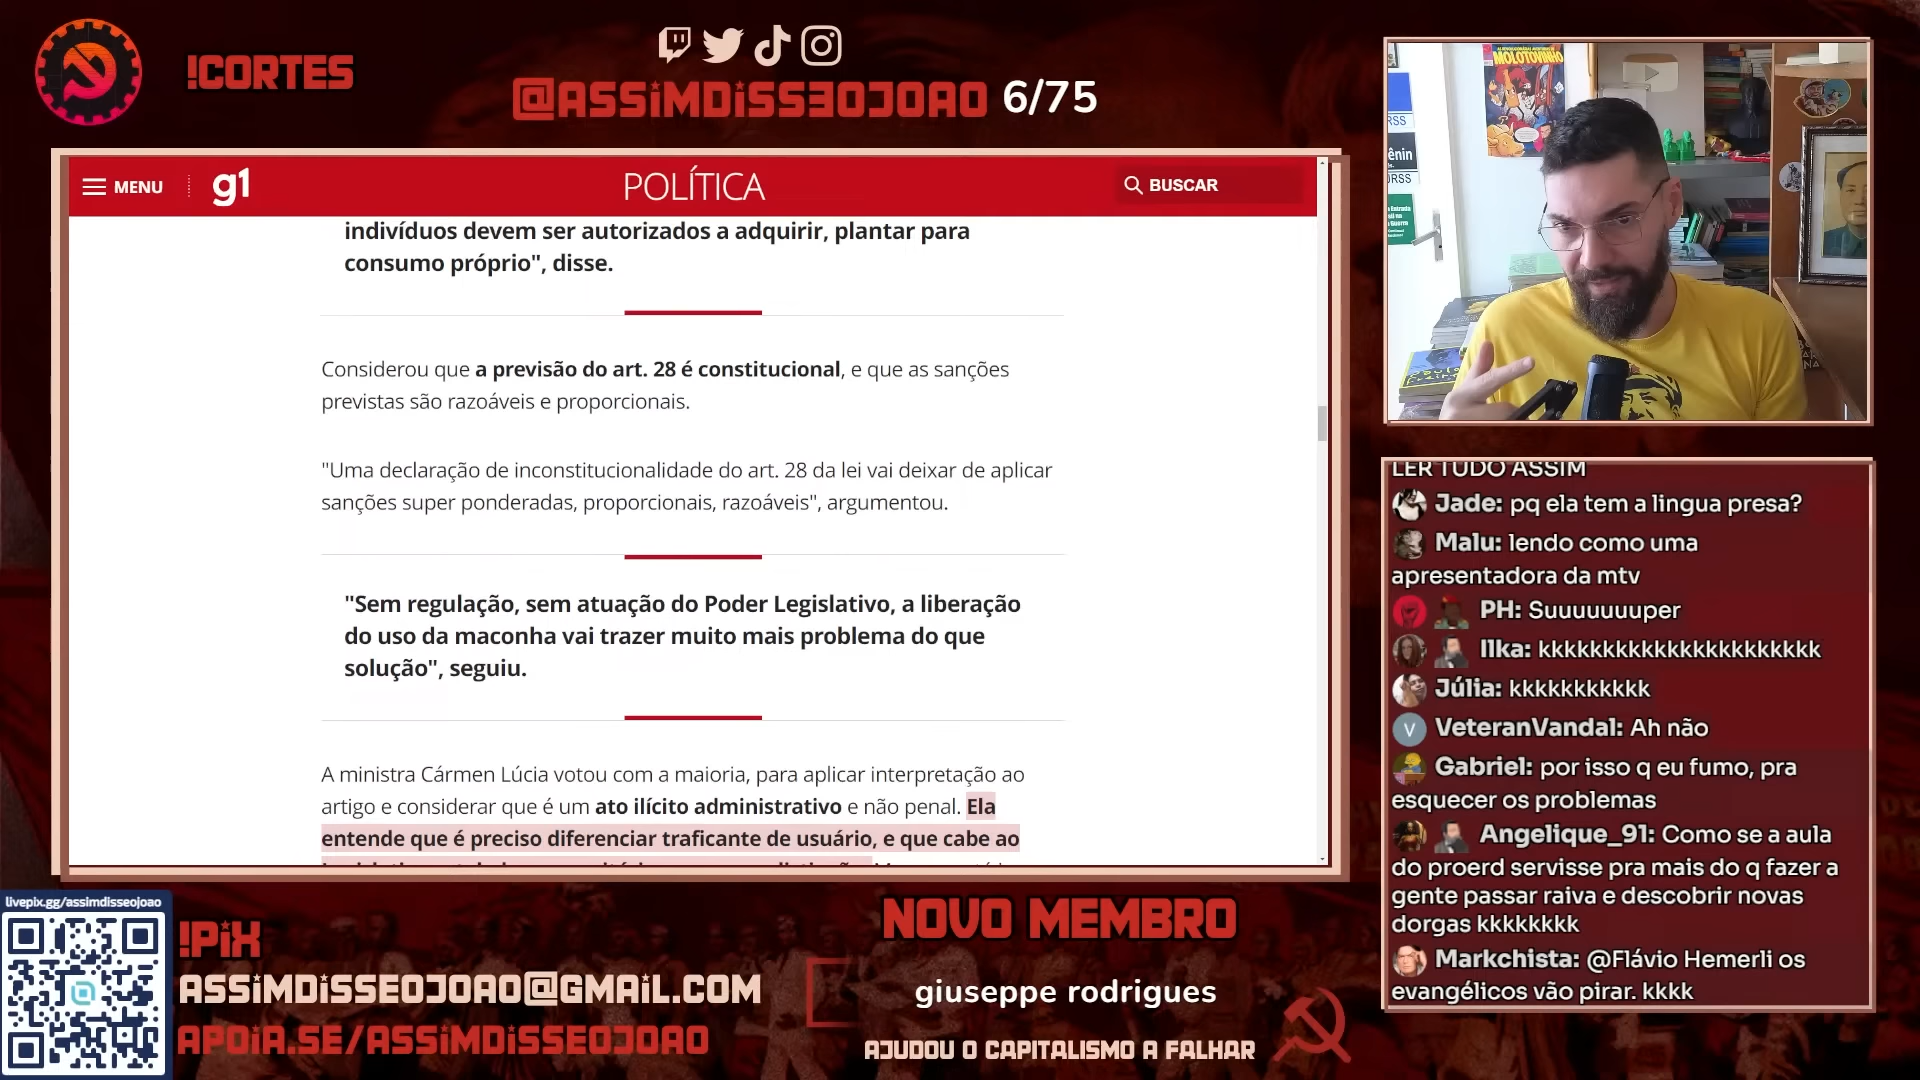 !CORTES
@ASSIMDISSEOJOAO 6/75
MENU
g1
POLÍTICA
BUSCAR
indivíduos devem ser autorizados a adquirir, plantar para
consumo próprio", disse.
Considerou que a previsão do art. 28 é constitucional, e que as sanções
previstas são razoáveis e proporcionais.
"Uma declaração de inconstitucionalidade do art. 28 da lei vai deixar de aplicar
sanções super ponderadas, proporcionais, razoáveis", argumentou.
"Sem regulação, sem atuação do Poder Legislativo, a liberação
do uso da maconha vai trazer muito mais problema do que
solução", seguiu.
A ministra Cármen Lúcia votou com a maioria, para aplicar interpretação ao
artigo e considerar que é um ato ilícito administrativo e não penal. Ela
entende que é preciso diferenciar traficante de usuário, e que cabe ao
MOLOTOVINHO
RSS
ênin
RSS
LER TUDO ASSIM
Jade: pq ela tem a lingua presa?
Malu: lendo como uma
apresentadora da mtv
PH: Suuuuuuuper
Ilka: kkkkkkkkkkkkkkkkkkkkkk
Júlia: kkkkkkkkkkk
V VeteranVandal: Ah não
Gabriel: por isso q eu fumo, pra
esquecer os problemas
Angelique_91: Como se a aula
do proerd servisse pra mais do q fazer a
gente passar raiva e descobrir novas
dorgas kkkkkkkk
Markchista: @Flávio Hemerli os
evangélicos vão pirar. kkkk
livepix.gg/assimdisseojoao
!PIX
ASSIMDISSEOJOAO@GMAIL.COM
APOIA.SE/ASSIMDISSEOJOAO
NOVO MEMBRO
giuseppe rodrigues
AJUDOU O CAPITALISMO A FALHAR